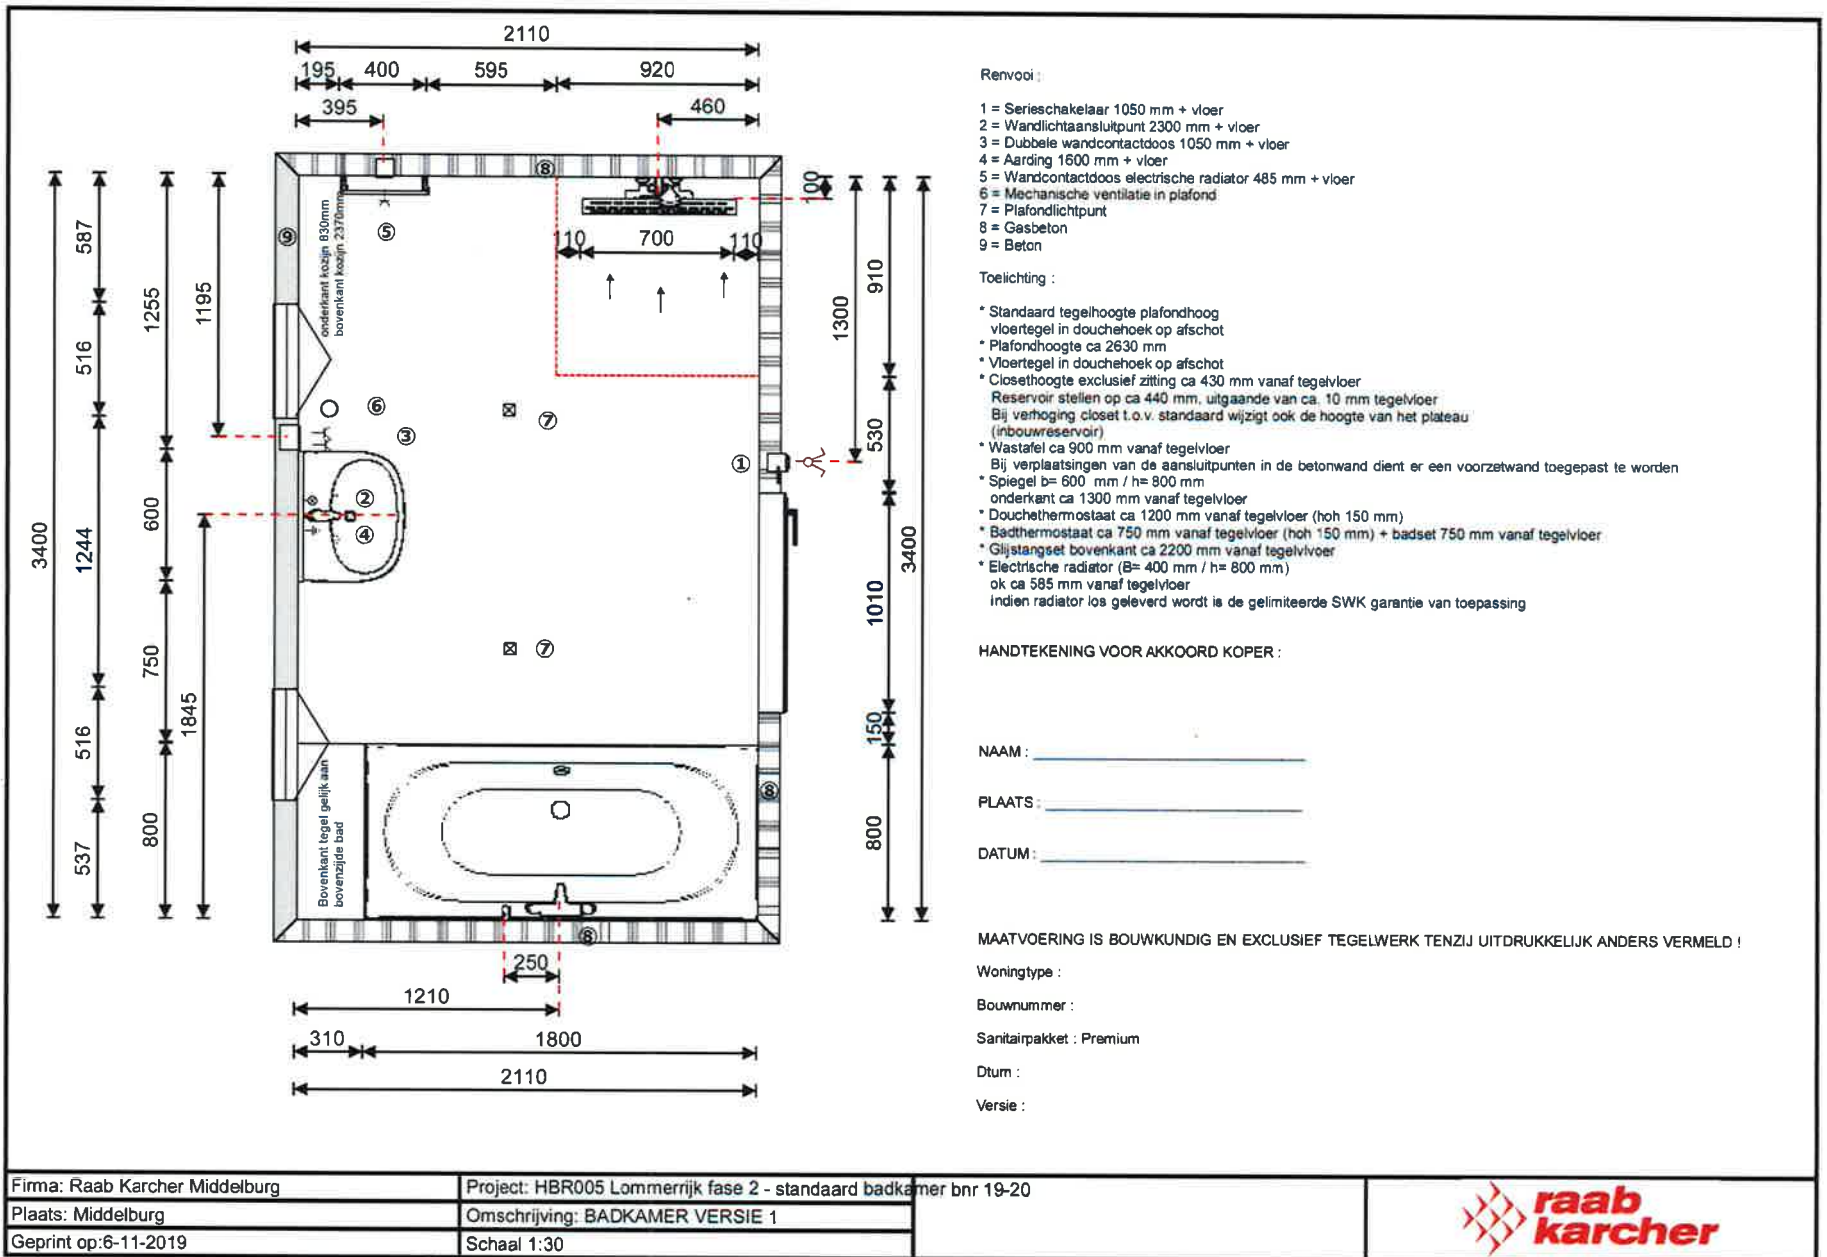 2110
195 400 595 920
395 460
100
110 700 110
587
516
1244
516
537
3400
1255
600
750
800
1195
1845
1300
910
530
1010
150
800
3400
onderkant kozijn 830mm
bovenkant kozijn 2370mm
Bovenkant tegel gelijk aan
bovenzijde bad
⑧
⑨
⑤
⑥
③
⑦
①
②
④
⑦
⑧
⑧
250
1210
310 1800
2110
Renvooi :
1 = Serieschakelaar 1050 mm + vloer
2 = Wandlichtaansluitpunt 2300 mm + vloer
3 = Dubbele wandcontactdoos 1050 mm + vloer
4 = Aarding 1600 mm + vloer
5 = Wandcontactdoos electrische radiator 485 mm + vloer
6 = Mechanische ventilatie in plafond
7 = Plafondlichtpunt
8 = Gasbeton
9 = Beton
Toelichting :
* Standaard tegelhoogte plafondhoog
vloertegel in douchehoek op afschot
* Plafondhoogte ca 2630 mm
* Vloertegel in douchehoek op afschot
* Closethoogte exclusief zitting ca 430 mm vanaf tegelvloer
Reservoir stellen op ca 440 mm, uitgaande van ca. 10 mm tegelvloer
Bij verhoging closet t.o.v. standaard wijzigt ook de hoogte van het plateau
(inbouwreservoir)
* Wastafel ca 900 mm vanaf tegelvloer
Bij verplaatsingen van de aansluitpunten in de betonwand dient er een voorzetwand toegepast te worden
* Spiegel b= 600 mm / h= 800 mm
onderkant ca 1300 mm vanaf tegelvloer
* Douchethermostaat ca 1200 mm vanaf tegelvloer (hoh 150 mm)
* Badthermostaat ca 750 mm vanaf tegelvloer (hoh 150 mm) + badset 750 mm vanaf tegelvloer
* Glijstangset bovenkant ca 2200 mm vanaf tegelvlvoer
* Electrische radiator (B= 400 mm / h= 800 mm)
ok ca 585 mm vanaf tegelvloer
indien radiator los geleverd wordt is de gelimiteerde SWK garantie van toepassing
HANDTEKENING VOOR AKKOORD KOPER :
NAAM :
PLAATS :
DATUM :
MAATVOERING IS BOUWKUNDIG EN EXCLUSIEF TEGELWERK TENZIJ UITDRUKKELIJK ANDERS VERMELD !
Woningtype :
Bouwnummer :
Sanitairpakket : Premium
Dtum :
Versie :
Firma: Raab Karcher Middelburg
Plaats: Middelburg
Geprint op:6-11-2019
Project: HBR005 Lommerrijk fase 2 - standaard badkamer bnr 19-20
Omschrijving: BADKAMER VERSIE 1
Schaal 1:30
raab
karcher